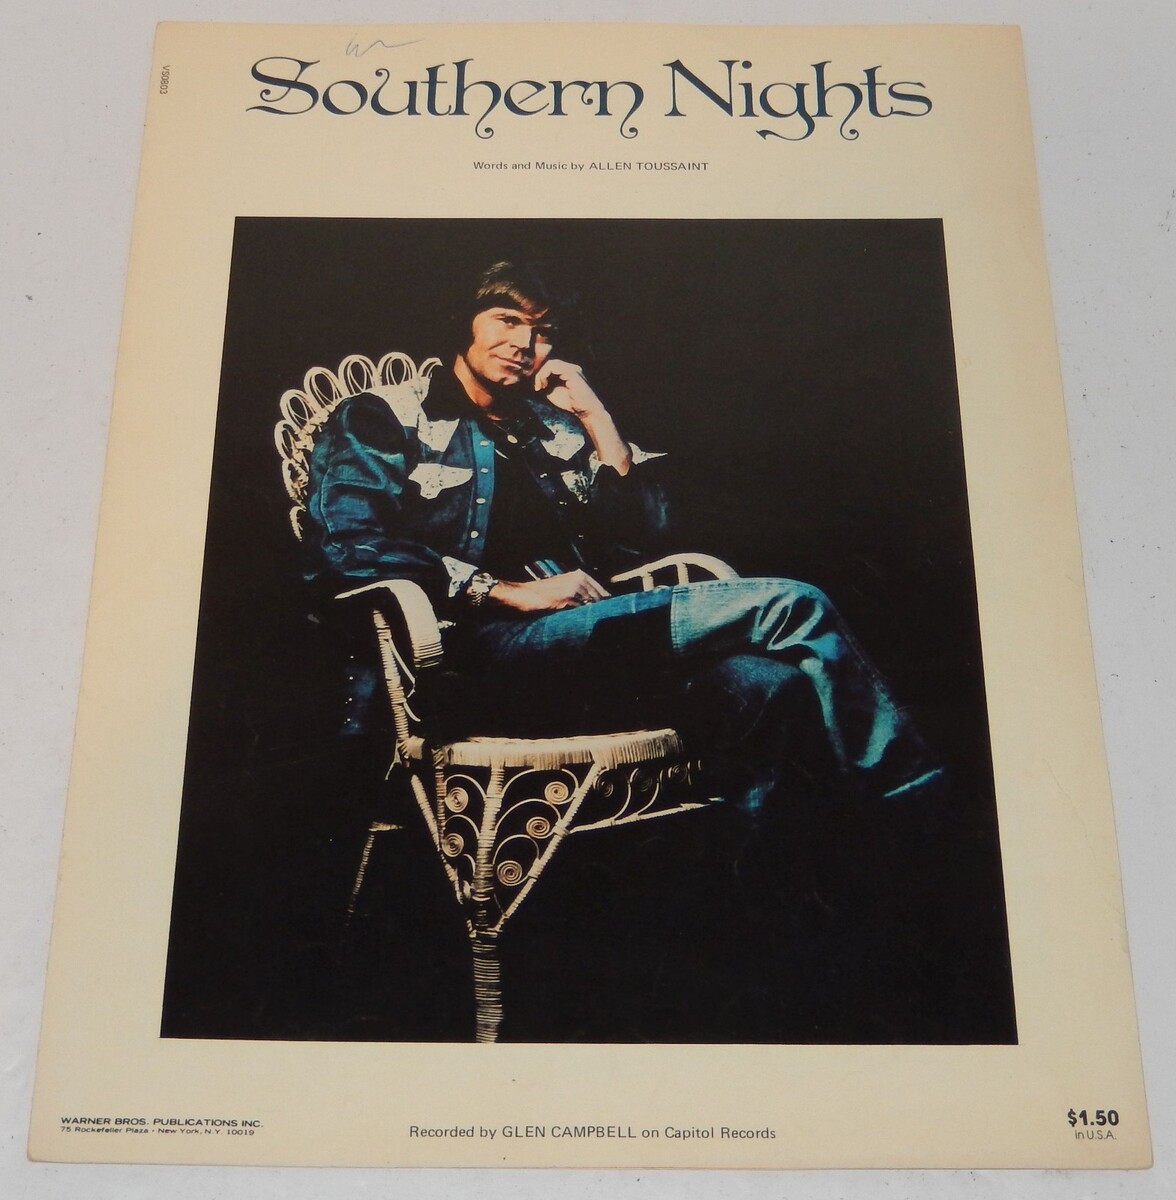 VS0803
Southern Nights
Words and Music by ALLEN TOUSSAINT
WARNER BROS. PUBLICATIONS INC.
75 Rockefeller Plaza • New York, N.Y. 10019
Recorded by GLEN CAMPBELL on Capitol Records
$1.50
in U.S.A.